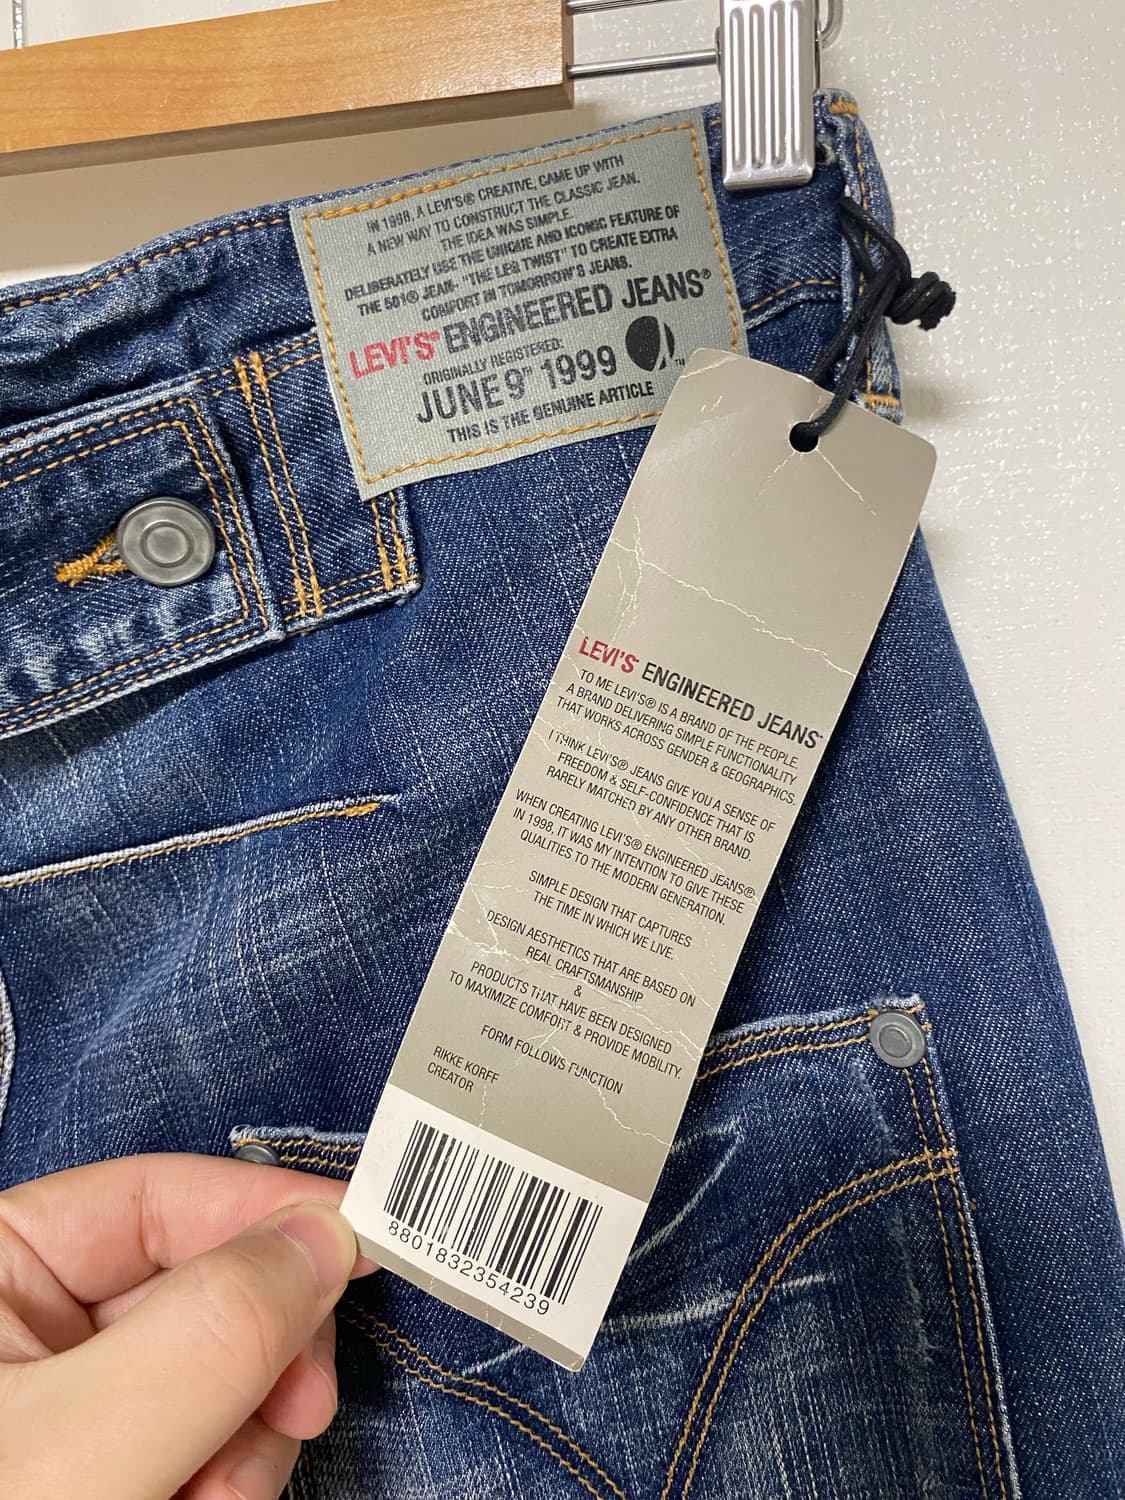 IN 1998, A LEVI'S® CREATIVE, CAME UP WITH
A NEW WAY TO CONSTRUCT THE CLASSIC JEAN.
THE IDEA WAS SIMPLE.
DELIBERATELY USE THE UNIQUE AND ICONIC FEATURE OF
THE 501® JEAN- "THE LEG TWIST" TO CREATE EXTRA
COMFORT IN TOMORROW'S JEANS.
LEVI'S® ENGINEERED JEANS®
ORIGINALLY REGISTERED:
JUNE 9TH 1999 TM
THIS IS THE GENUINE ARTICLE
LEVI'S ENGINEERED JEANS™
TO ME LEVI'S® IS A BRAND OF THE PEOPLE.
A BRAND DELIVERING SIMPLE FUNCTIONALITY
THAT WORKS ACROSS GENDER & GEOGRAPHICS.
I THINK LEVI'S® JEANS GIVE YOU A SENSE OF
FREEDOM & SELF-CONFIDENCE THAT IS
RARELY MATCHED BY ANY OTHER BRAND.
WHEN CREATING LEVI'S® ENGINEERED JEANS®
IN 1998, IT WAS MY INTENTION TO GIVE THESE
QUALITIES TO THE MODERN GENERATION.
SIMPLE DESIGN THAT CAPTURES
THE TIME IN WHICH WE LIVE.
DESIGN AESTHETICS THAT ARE BASED ON
REAL CRAFTSMANSHIP
&
PRODUCTS THAT HAVE BEEN DESIGNED
TO MAXIMIZE COMFORT & PROVIDE MOBILITY.
FORM FOLLOWS FUNCTION
RIKKE KORFF
CREATOR
8801832354239